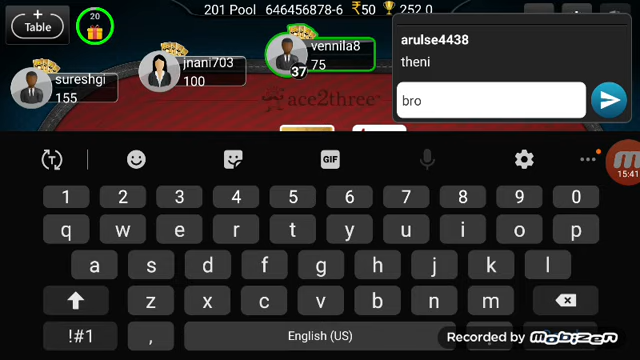 +
Table
20
201 Pool 646456878-6 ₹50 252.0
vennila8
75
37
jnani703
100
sureshgi
155
ace2three
arulse4438
theni
bro
T
GIF
15:41
1 2 3 4 5 6 7 8 9 0
q w e r t y u i o p
a s d f g h j k l
z x c v b n m
!#1 , English (US)
Recorded by MOBIZEN